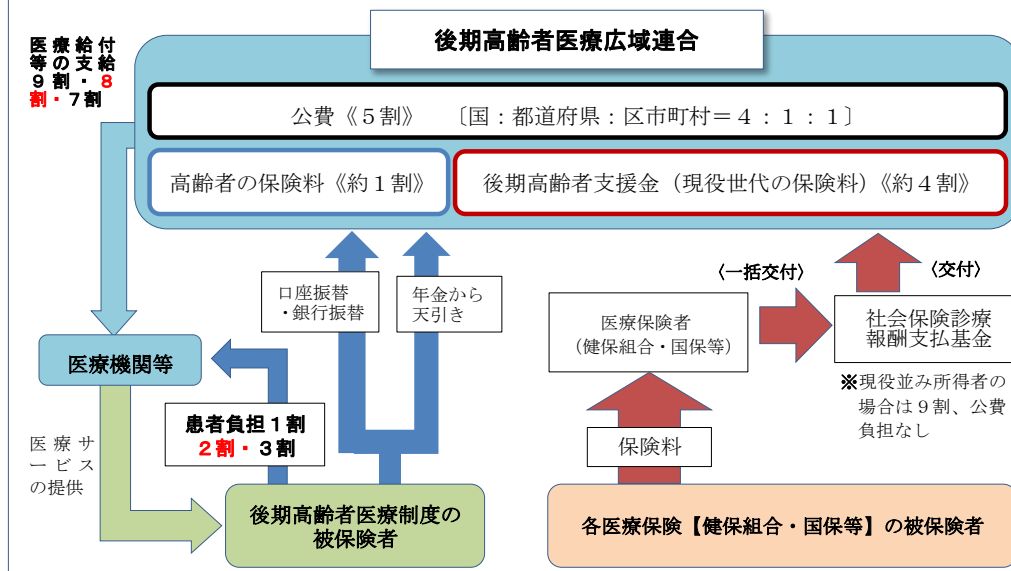 後期高齢者医療広域連合
医療給付
等の支給
９割・８
割・７割
公費《５割》　〔国：都道府県：区市町村＝４：１：１〕
高齢者の保険料《約１割》
後期高齢者支援金（現役世代の保険料）《約４割》
口座振替
・銀行振替
年金から
天引き
〈一括交付〉
〈交付〉
医療保険者
（健保組合・国保等）
社会保険診療
報酬支払基金
※現役並み所得者の
場合は９割、公費
負担なし
医療機関等
患者負担１割
２割・３割
医療サ
ービス
の提供
保険料
後期高齢者医療制度の
被保険者
各医療保険【健保組合・国保等】の被保険者